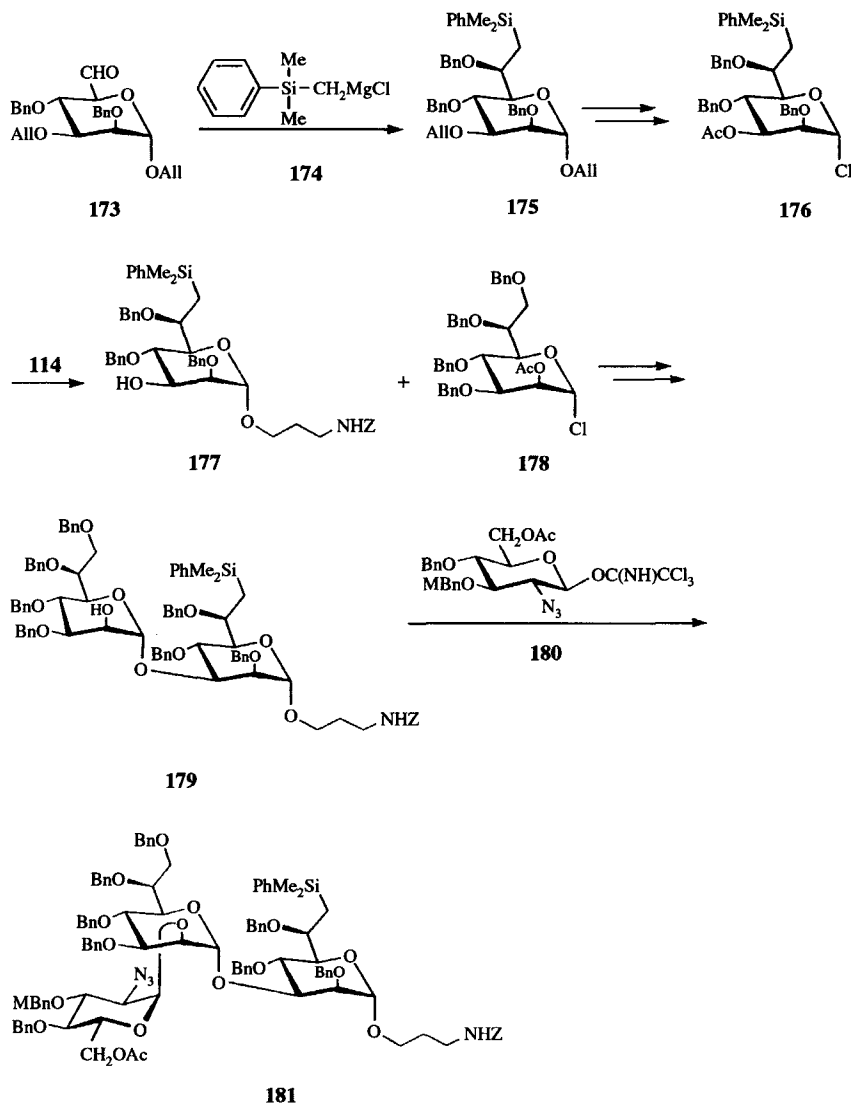 PhMe2Si
PhMe2Si
CHO
BnO
BnO
AllO
OAll
173
Me
Si
CH2MgCl
Me
174
BnO
BnO
BnO
AllO
O
OAll
175
BnO
BnO
BnO
AcO
O
Cl
176
114
PhMe2Si
BnO
BnO
BnO
HO
O
O
NHZ
177
+
BnO
BnO
BnO
AcO
BnO
O
Cl
178
BnO
BnO
BnO
HO
BnO
O
O
PhMe2Si
BnO
BnO
BnO
O
O
NHZ
179
CH2OAc
BnO
MBnO
O
N3
OC(NH)CCl3
180
BnO
BnO
BnO
BnO
O
O
N3
MBnO
BnO
O
CH2OAc
O
PhMe2Si
BnO
BnO
BnO
O
O
NHZ
181